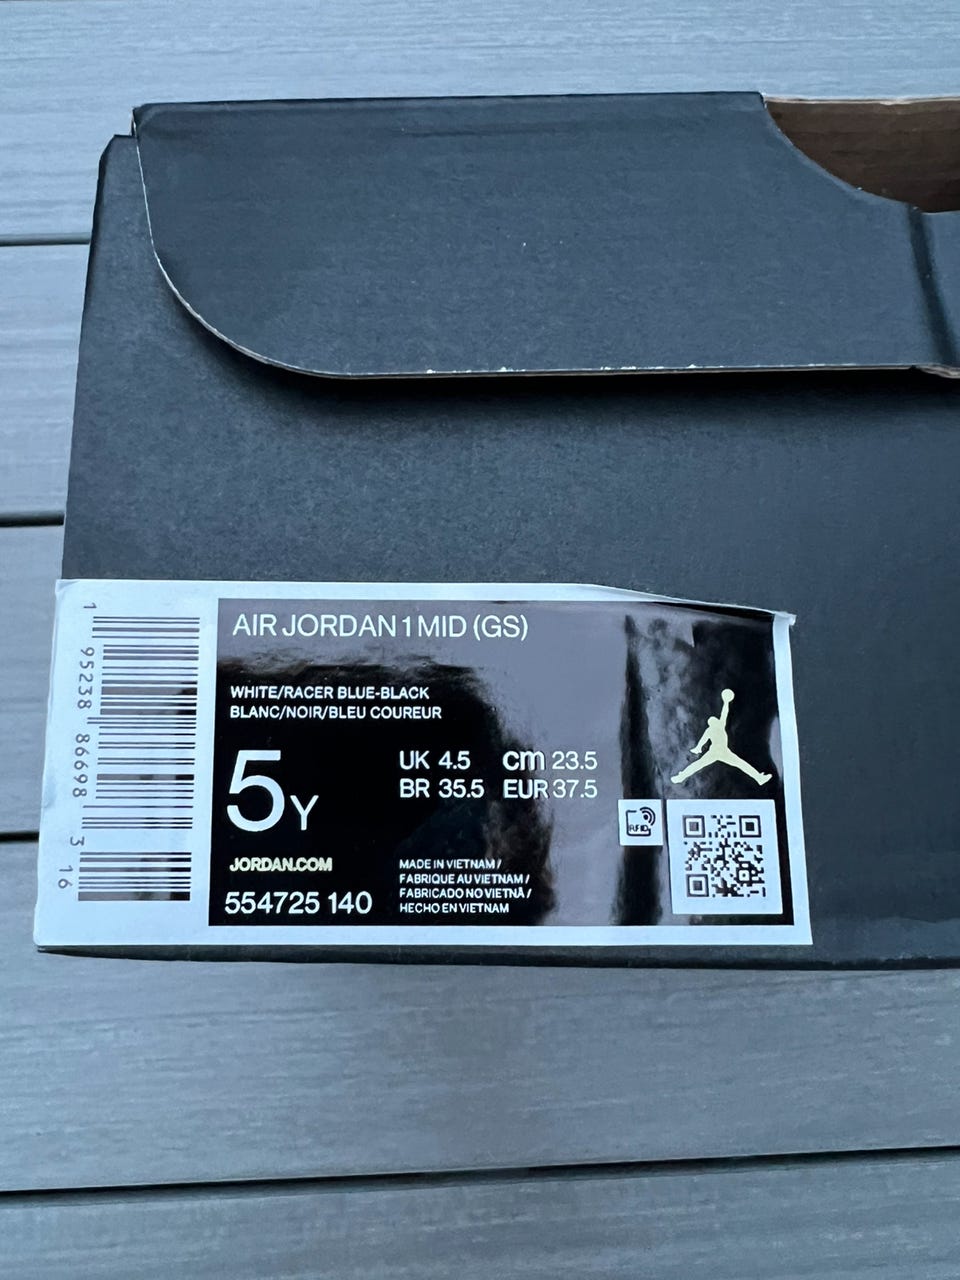 AIR JORDAN 1 MID (GS)
WHITE/RACER BLUE-BLACK
BLANC/NOIR/BLEU COUREUR
5Y
UK 4.5 cm 23.5
BR 35.5 EUR 37.5
RFID
JORDAN.COM
554725 140
MADE IN VIETNAM /
FABRIQUE AU VIETNAM /
FABRICADO NO VIETNÃ /
HECHO EN VIETNAM
1 95238 86698 3 16